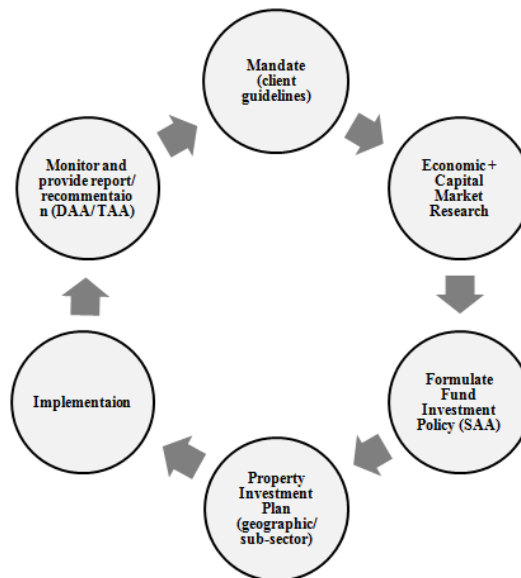 Mandate
(client
guidelines)
Economic +
Capital
Market
Research
Formulate
Fund
Investment
Policy (SAA)
Property
Investment
Plan
(geographic/
sub-sector)
Implementaion
Monitor and
provide report/
recommentaio
n (DAA/ TAA)